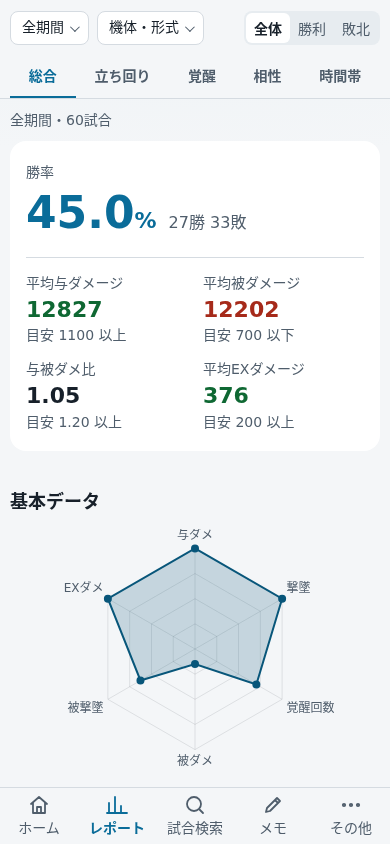 全期間 機体・形式 全体 勝利 敗北
総合 立ち回り 覚醒 相性 時間帯
全期間・60試合
勝率
45.0% 27勝 33敗
平均与ダメージ 平均被ダメージ
12827 12202
目安 1100 以上 目安 700 以下
与被ダメ比 平均EXダメージ
1.05 376
目安 1.20 以上 目安 200 以上
基本データ
与ダメ
EXダメ 撃墜
被撃墜 覚醒回数
被ダメ
ホーム レポート 試合検索 メモ その他